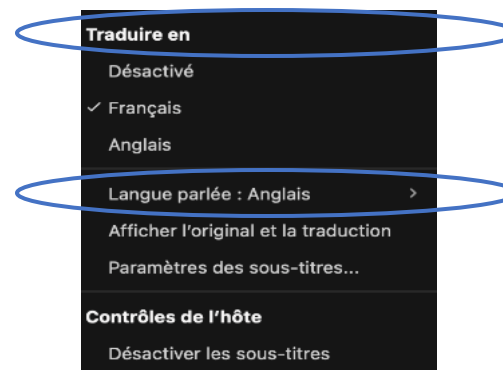 Traduire en
Désactivé
Français
Anglais
Langue parlée : Anglais
Afficher l'original et la traduction
Paramètres des sous-titres...
Contrôles de l'hôte
Désactiver les sous-titres